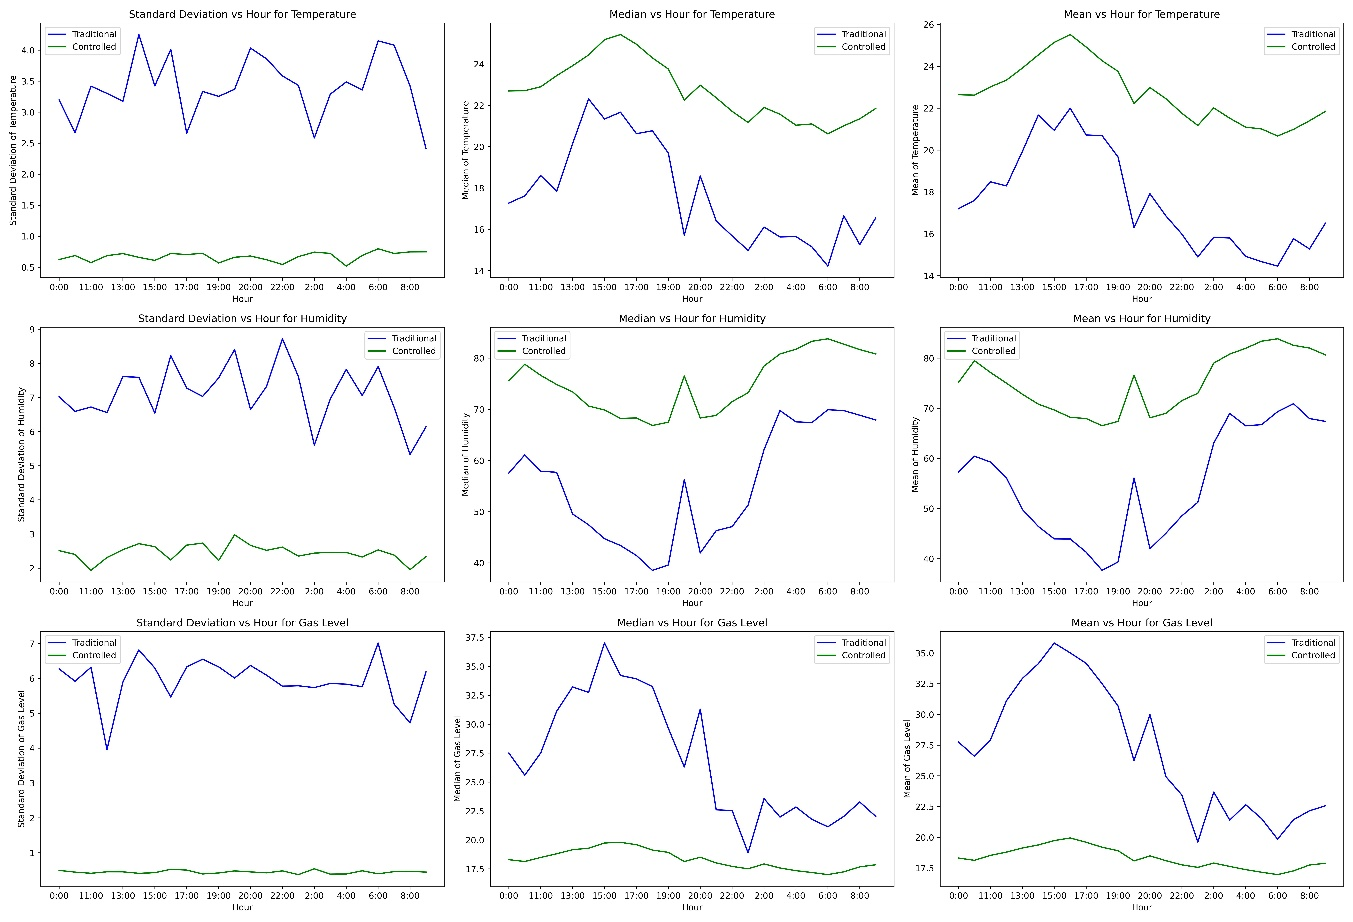 Standard Deviation vs Hour for Temperature
Standard Deviation of Temperature
4.0
3.5
3.0
2.5
2.0
1.5
1.0
0.5
Traditional
Controlled
0:00 11:00 13:00 15:00 17:00 19:00 20:00 22:00 2:00 4:00 6:00 8:00
Hour
Median vs Hour for Temperature
Median of Temperature
24
22
20
18
16
14
Traditional
Controlled
0:00 11:00 13:00 15:00 17:00 19:00 20:00 22:00 2:00 4:00 6:00 8:00
Hour
Mean vs Hour for Temperature
Mean of Temperature
26
24
22
20
18
16
14
Traditional
Controlled
0:00 11:00 13:00 15:00 17:00 19:00 20:00 22:00 2:00 4:00 6:00 8:00
Hour
Standard Deviation vs Hour for Humidity
Standard Deviation of Humidity
9
8
7
6
5
4
3
2
Traditional
Controlled
0:00 11:00 13:00 15:00 17:00 19:00 20:00 22:00 2:00 4:00 6:00 8:00
Hour
Median vs Hour for Humidity
Median of Humidity
80
70
60
50
40
Traditional
Controlled
0:00 11:00 13:00 15:00 17:00 19:00 20:00 22:00 2:00 4:00 6:00 8:00
Hour
Mean vs Hour for Humidity
Mean of Humidity
80
70
60
50
40
Traditional
Controlled
0:00 11:00 13:00 15:00 17:00 19:00 20:00 22:00 2:00 4:00 6:00 8:00
Hour
Standard Deviation vs Hour for Gas Level
Standard Deviation of Gas Level
7
6
5
4
3
2
1
Traditional
Controlled
0:00 11:00 13:00 15:00 17:00 19:00 20:00 22:00 2:00 4:00 6:00 8:00
Hour
Median vs Hour for Gas Level
Median of Gas Level
37.5
35.0
32.5
30.0
27.5
25.0
22.5
20.0
17.5
Traditional
Controlled
0:00 11:00 13:00 15:00 17:00 19:00 20:00 22:00 2:00 4:00 6:00 8:00
Hour
Mean vs Hour for Gas Level
Mean of Gas Level
35.0
32.5
30.0
27.5
25.0
22.5
20.0
17.5
Traditional
Controlled
0:00 11:00 13:00 15:00 17:00 19:00 20:00 22:00 2:00 4:00 6:00 8:00
Hour